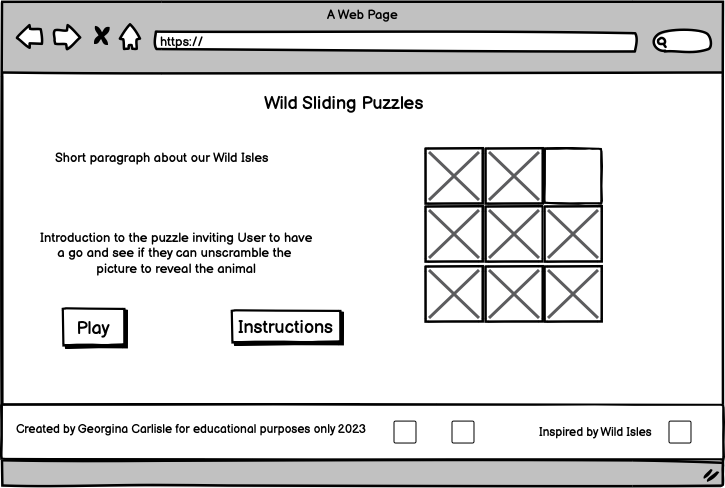 A Web Page
https://
Wild Sliding Puzzles
Short paragraph about our Wild Isles
Introduction to the puzzle inviting User to have
a go and see if they can unscramble the
picture to reveal the animal
Play
Instructions
Created by Georgina Carlisle for educational purposes only 2023
Inspired by Wild Isles